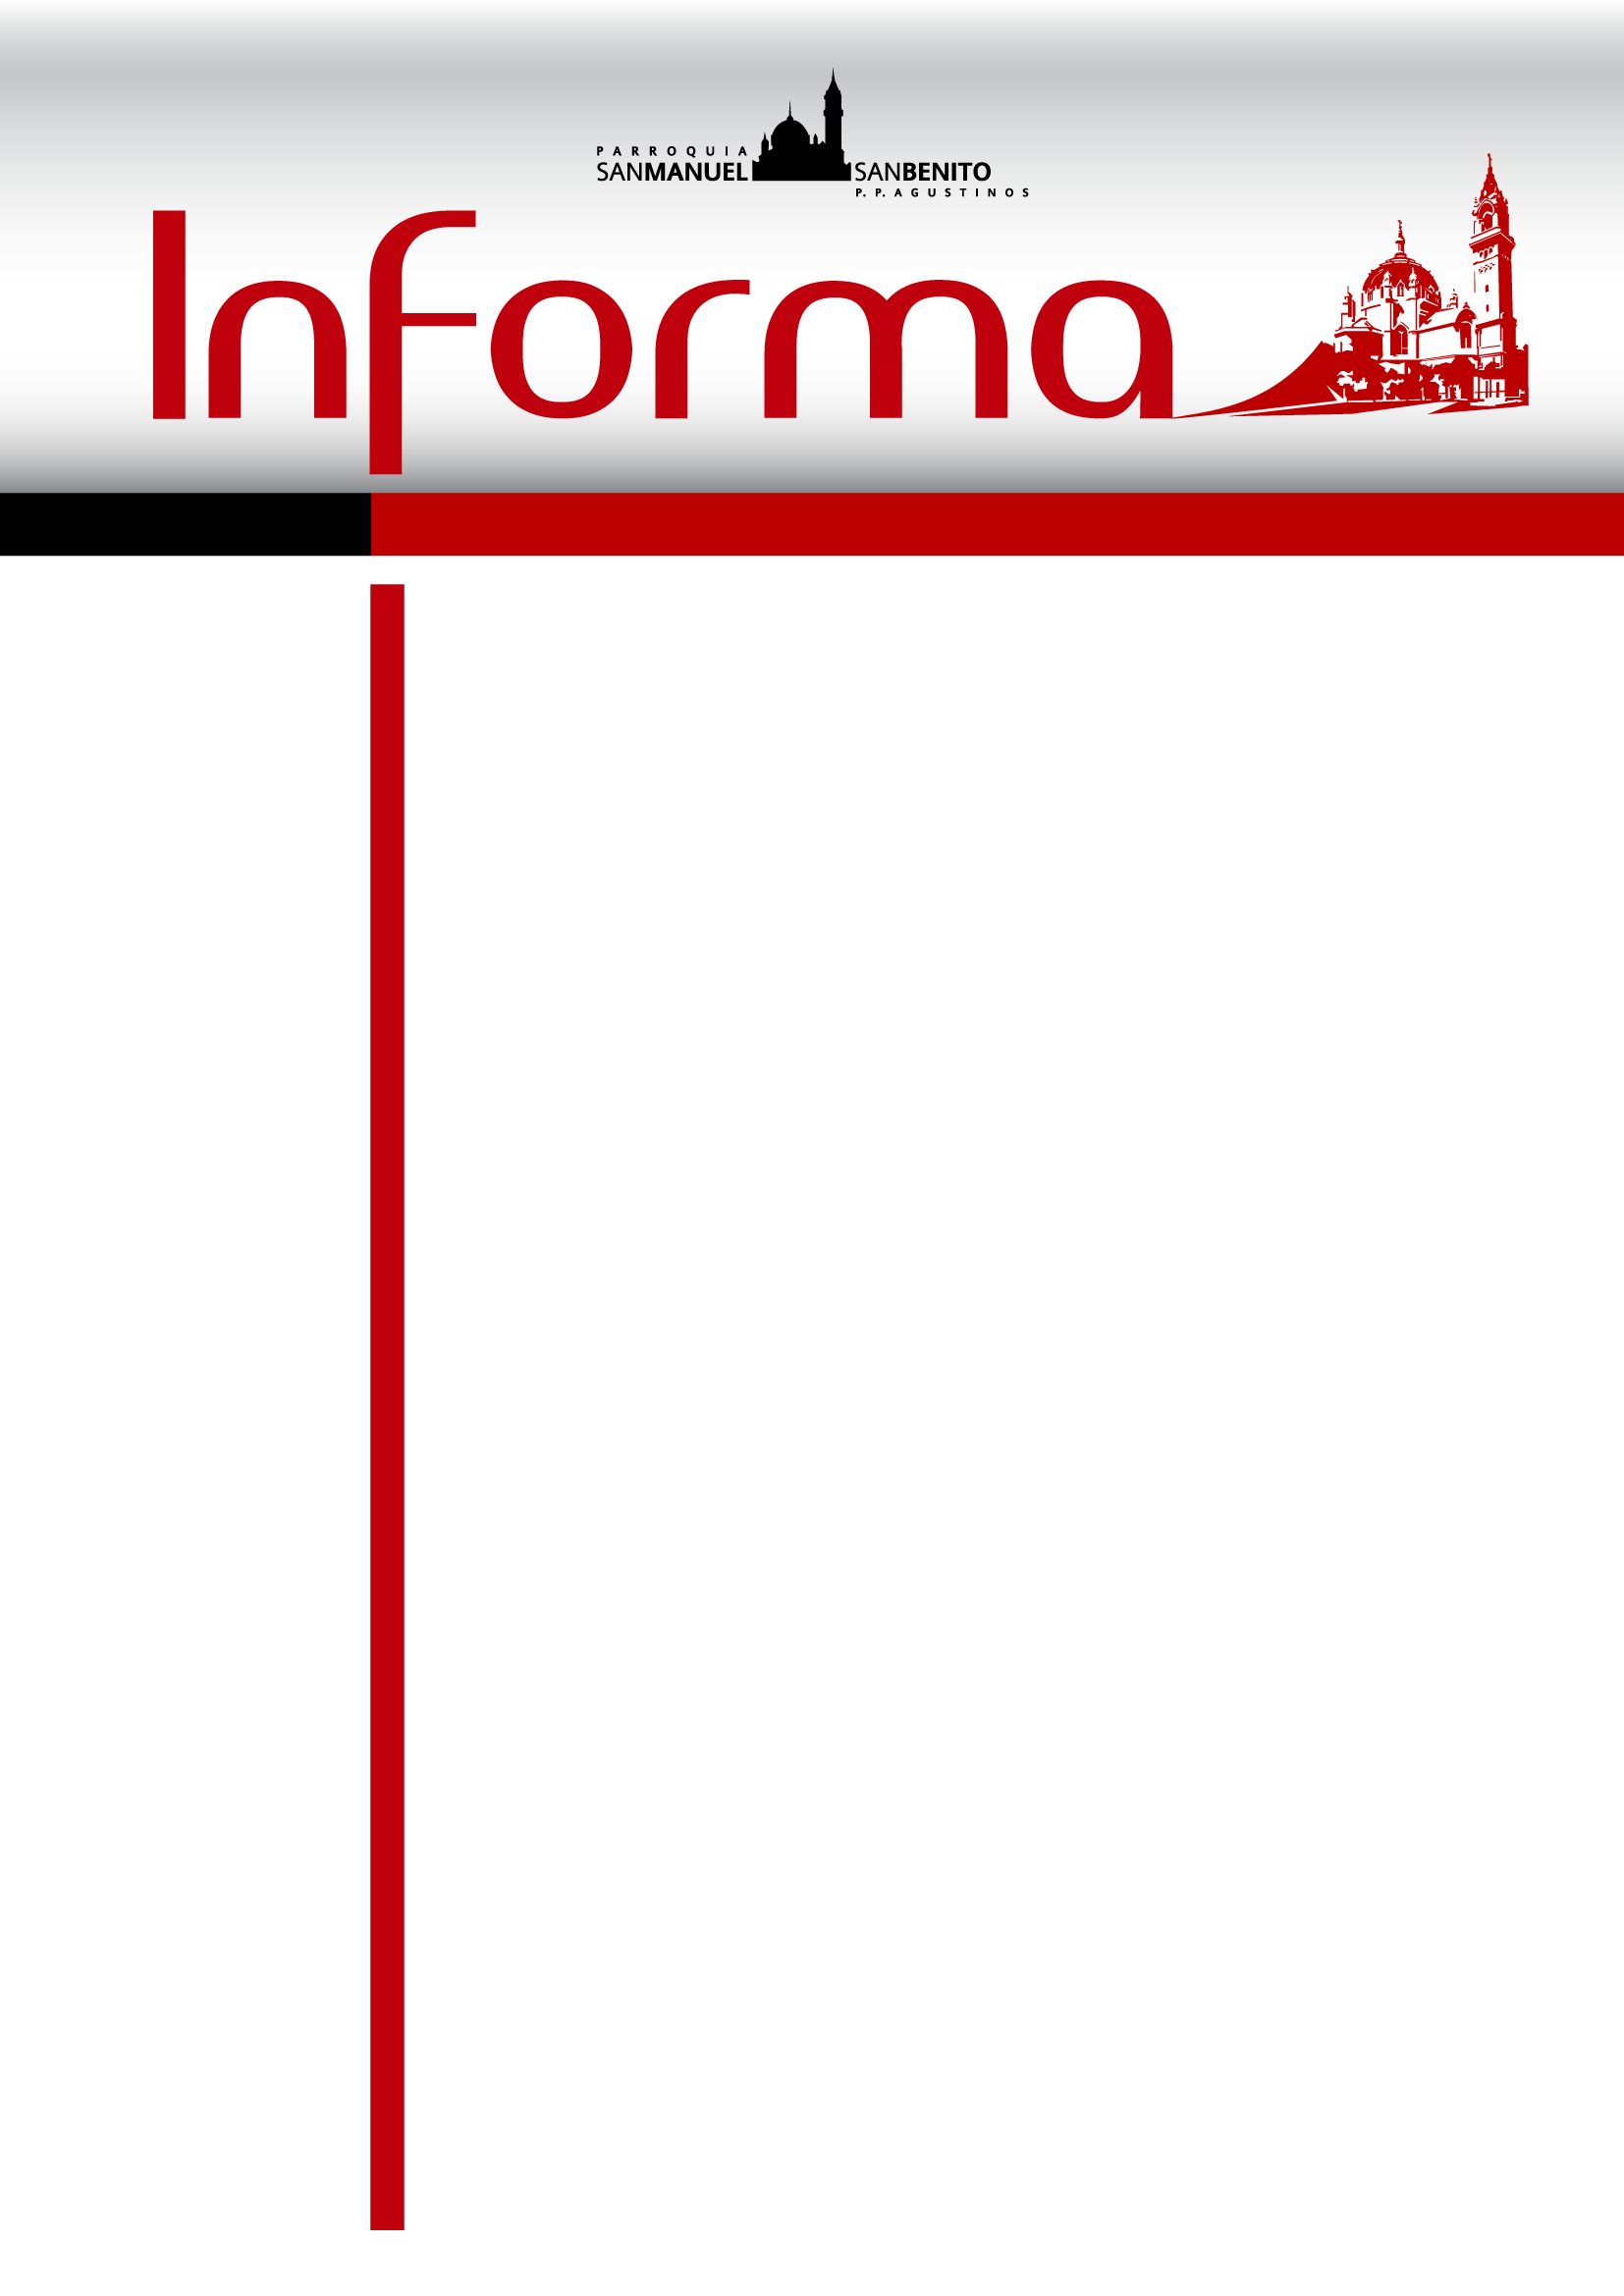 PARROQUIA
SANMANUEL SANBENITO
P.P. AGUSTINOS
Informa